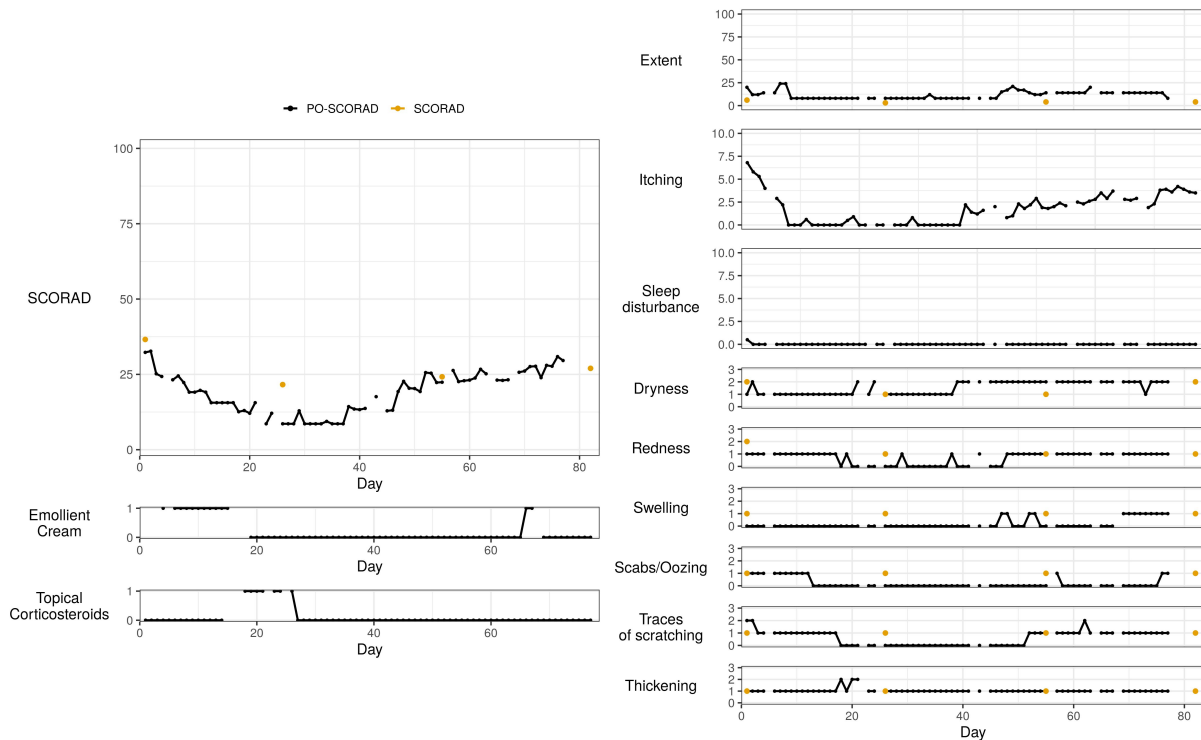 PO-SCORAD SCORAD
SCORAD
100
75
50
25
0
0 20 40 60 80
Day
Emollient
Cream
1
0
0 20 40 60
Day
Topical
Corticosteroids
1
0
0 20 40 60
Day
Extent
100
75
50
25
0
Itching
10.0
7.5
5.0
2.5
0.0
Sleep
disturbance
10.0
7.5
5.0
2.5
0.0
Dryness
3
2
1
0
Redness
3
2
1
0
Swelling
3
2
1
0
Scabs/Oozing
3
2
1
0
Traces
of scratching
3
2
1
0
Thickening
3
2
1
0
0 20 40 60 80
Day